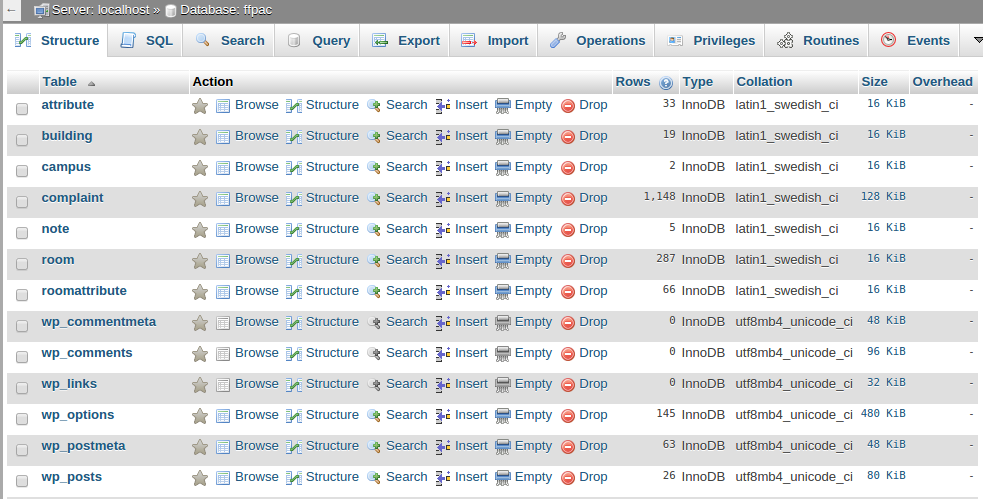 ← Server: localhost » Database: ffpac
Structure SQL Search Query Export Import Operations Privileges Routines Events
Table Action Rows Type Collation Size Overhead
attribute Browse Structure Search Insert Empty Drop 33 InnoDB latin1_swedish_ci 16 KiB -
building Browse Structure Search Insert Empty Drop 19 InnoDB latin1_swedish_ci 16 KiB -
campus Browse Structure Search Insert Empty Drop 2 InnoDB latin1_swedish_ci 16 KiB -
complaint Browse Structure Search Insert Empty Drop 1,148 InnoDB latin1_swedish_ci 128 KiB -
note Browse Structure Search Insert Empty Drop 5 InnoDB latin1_swedish_ci 16 KiB -
room Browse Structure Search Insert Empty Drop 287 InnoDB latin1_swedish_ci 16 KiB -
roomattribute Browse Structure Search Insert Empty Drop 66 InnoDB latin1_swedish_ci 16 KiB -
wp_commentmeta Browse Structure Search Insert Empty Drop 0 InnoDB utf8mb4_unicode_ci 48 KiB -
wp_comments Browse Structure Search Insert Empty Drop 0 InnoDB utf8mb4_unicode_ci 96 KiB -
wp_links Browse Structure Search Insert Empty Drop 0 InnoDB utf8mb4_unicode_ci 32 KiB -
wp_options Browse Structure Search Insert Empty Drop 145 InnoDB utf8mb4_unicode_ci 480 KiB -
wp_postmeta Browse Structure Search Insert Empty Drop 63 InnoDB utf8mb4_unicode_ci 48 KiB -
wp_posts Browse Structure Search Insert Empty Drop 26 InnoDB utf8mb4_unicode_ci 80 KiB -